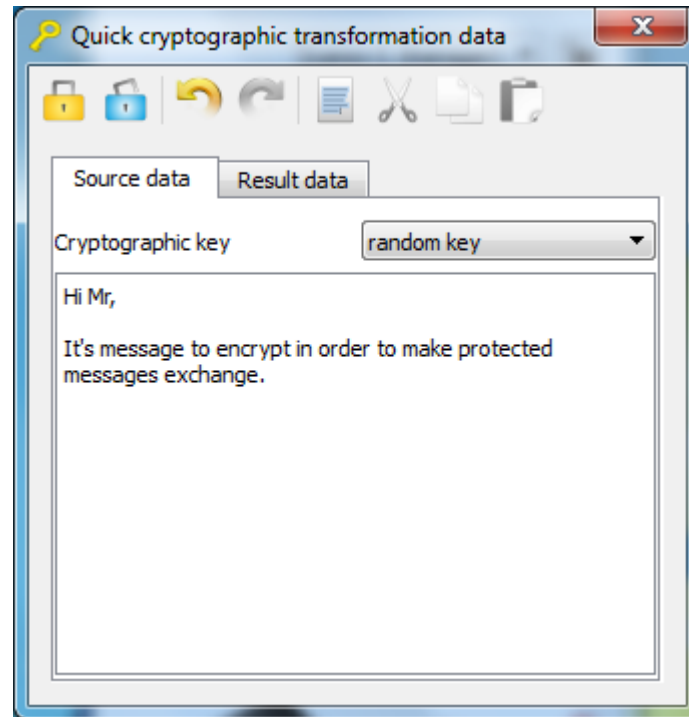 Quick cryptographic transformation data
Source data
Result data
Cryptographic key
random key
Hi Mr,
It's message to encrypt in order to make protected
messages exchange.